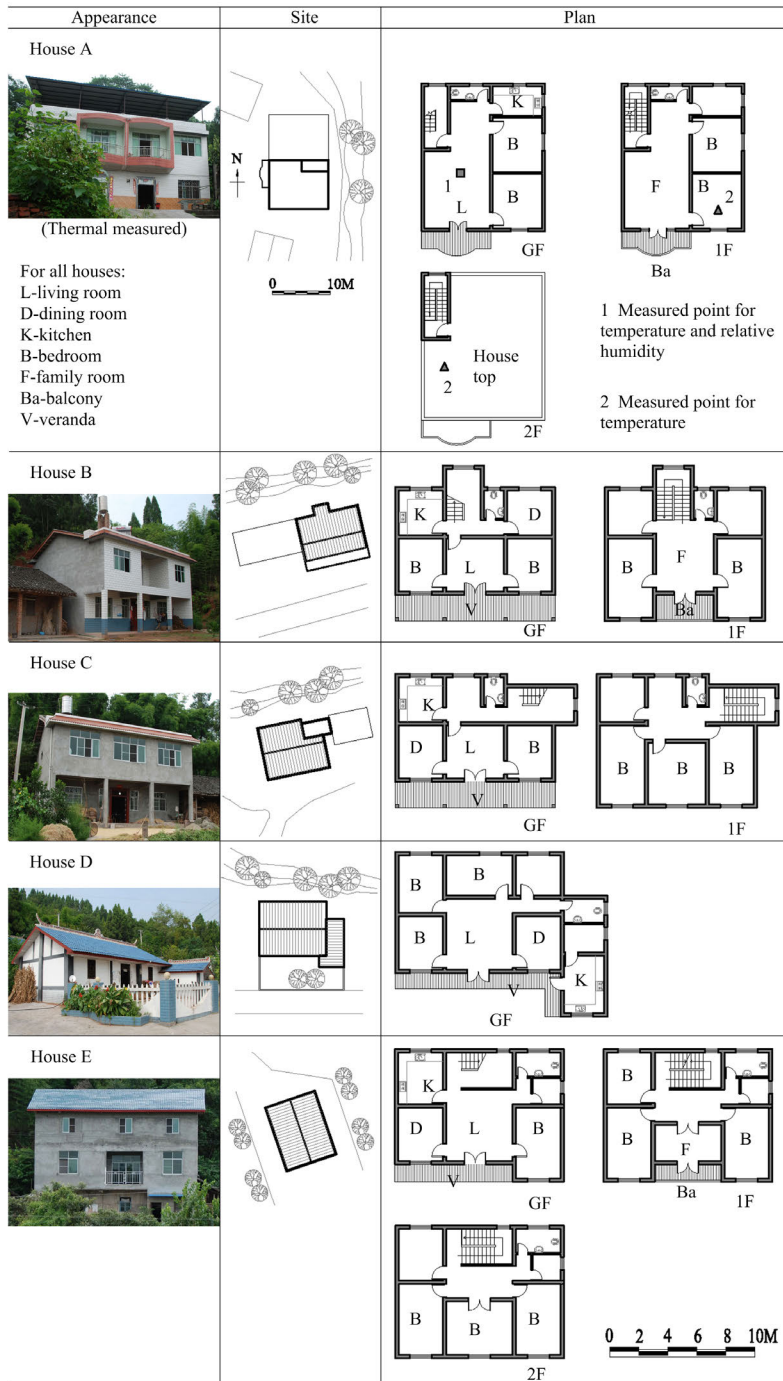 Appearance
Site
Plan
House A
(Thermal measured)
For all houses:
L-living room
D-dining room
K-kitchen
B-bedroom
F-family room
Ba-balcony
V-veranda
N
0 10M
K
B
1
L
B
GF
B
F
B
2
1F
Ba
House
top
2
2F
1 Measured point for
temperature and relative
humidity
2 Measured point for
temperature
House B
K
D
B
L
B
V
GF
F
B
B
Ba
1F
House C
K
D
L
B
V
GF
B
B
B
1F
House D
B
B
B
L
D
V
K
GF
House E
K
D
L
B
V
GF
B
B
F
B
Ba
1F
B
B
B
2F
0 2 4 6 8 10M